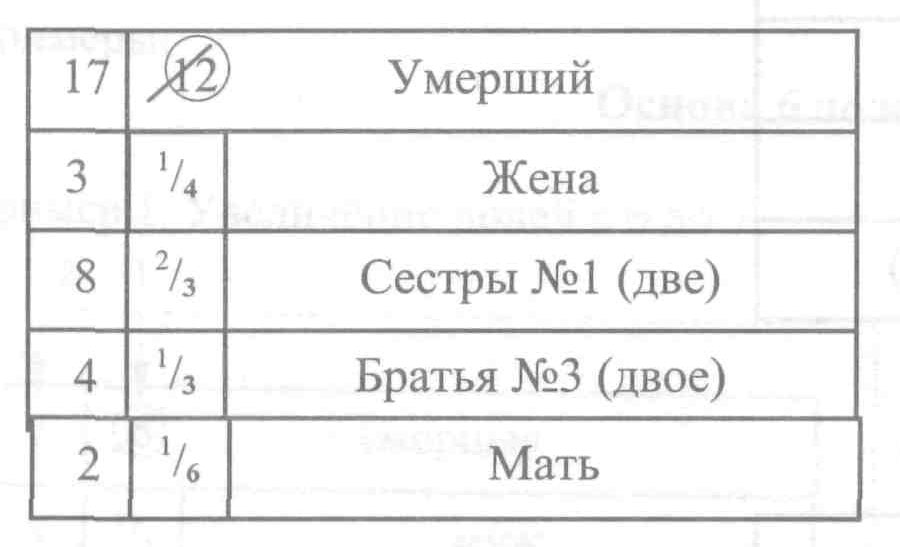 17 12 Умерший
3 1/4 Жена
8 2/3 Сестры №1 (две)
4 1/3 Братья №3 (двое)
2 1/6 Мать